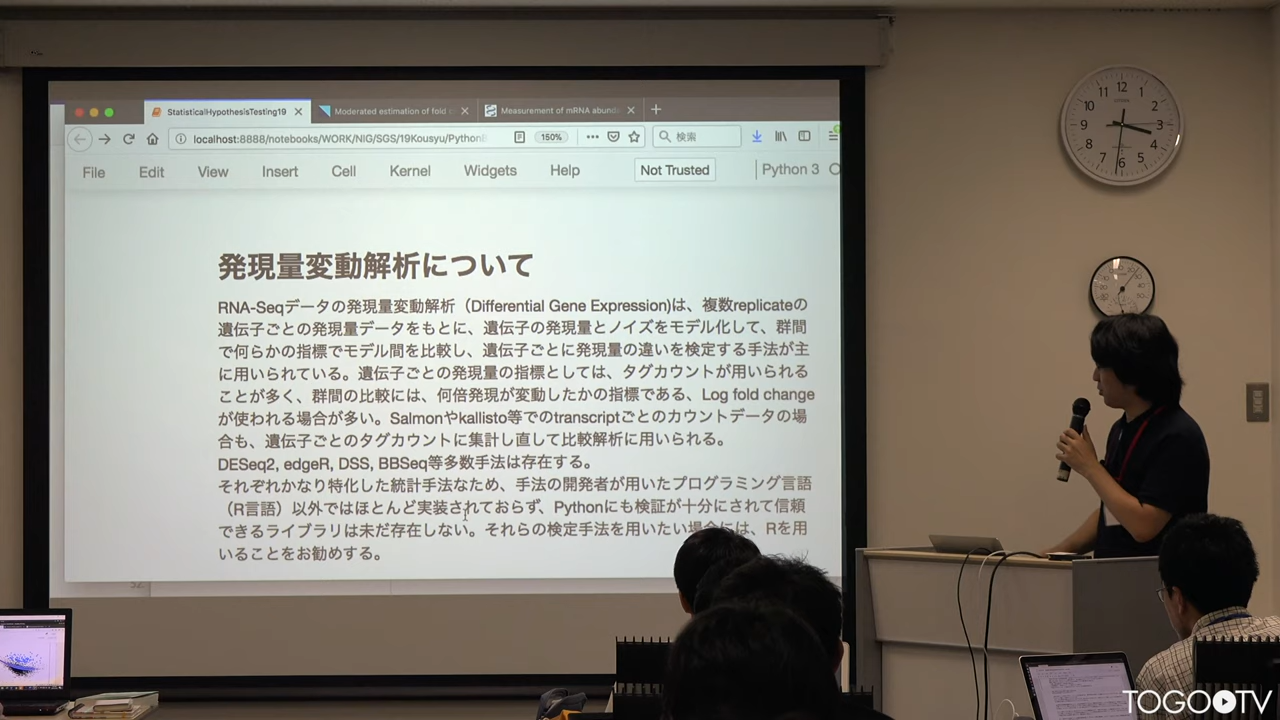 StatisticalHypothesisTesting19
Moderated estimation of fold
Measurement of mRNA abund
localhost:8888/notebooks/WORK/NIG/SGS/19Kousyu/Python
150%
検索
File Edit View Insert Cell Kernel Widgets Help Not Trusted Python 3
発現量変動解析について
RNA-Seqデータの発現量変動解析（Differential Gene Expression)は、複数replicateの
遺伝子ごとの発現量データをもとに、遺伝子の発現量とノイズをモデル化して、群間
で何らかの指標でモデル間を比較し、遺伝子ごとに発現量の違いを検定する手法が主
に用いられている。遺伝子ごとの発現量の指標としては、タグカウントが用いられる
ことが多く、群間の比較には、何倍発現が変動したかの指標である、Log fold change
が使われる場合が多い。Salmonやkallisto等でのtranscriptごとのカウントデータの場
合も、遺伝子ごとのタグカウントに集計し直して比較解析に用いられる。
DESeq2, edgeR, DSS, BBSeq等多数手法は存在する。
それぞれかなり特化した統計手法なため、手法の開発者が用いたプログラミング言語
（R言語）以外ではほとんど実装されておらず、Pythonにも検証が十分にされて信頼
できるライブラリは未だ存在しない。それらの検定手法を用いたい場合には、Rを用
いることをお勧めする。
12
1
2
3
4
5
6
7
8
9
10
11
TOGOTV